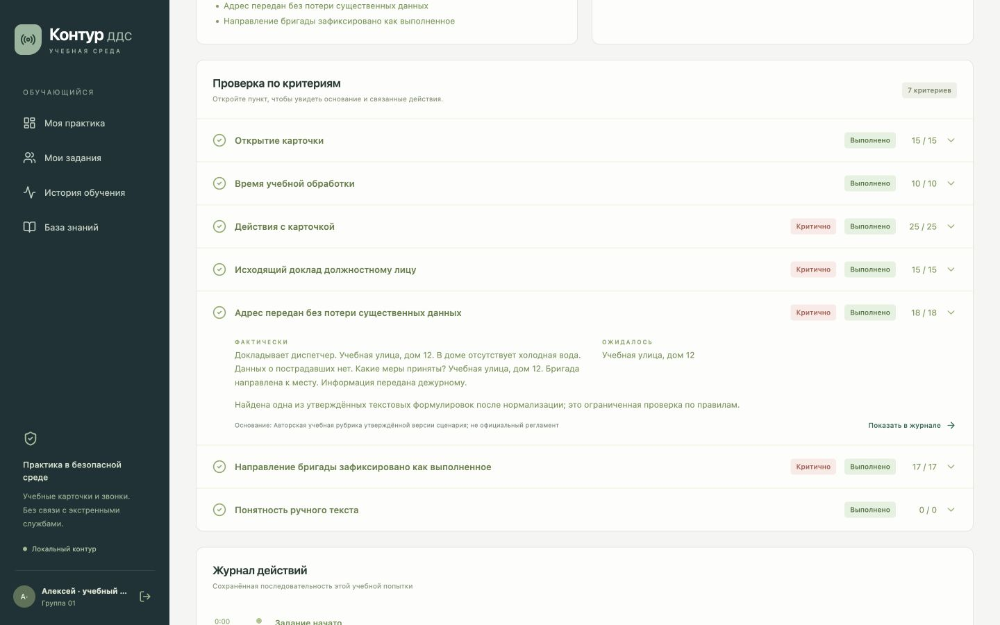 Контур ДДС
УЧЕБНАЯ СРЕДА
ОБУЧАЮЩИЙСЯ
Моя практика
Мои задания
История обучения
База знаний
Практика в безопасной
среде
Учебные карточки и звонки.
Без связи с экстренными
службами.
Локальный контур
А·
Алексей · учебный ...
Группа 01
Адрес передан без потери существенных данных
Направление бригады зафиксировано как выполненное
Проверка по критериям
Откройте пункт, чтобы увидеть основание и связанные действия.
7 критериев
Открытие карточки Выполнено 15 / 15
Время учебной обработки Выполнено 10 / 10
Действия с карточкой Критично Выполнено 25 / 25
Исходящий доклад должностному лицу Критично Выполнено 15 / 15
Адрес передан без потери существенных данных Критично Выполнено 18 / 18
ФАКТИЧЕСКИ
Докладывает диспетчер. Учебная улица, дом 12. В доме отсутствует холодная вода.
Данных о пострадавших нет. Какие меры приняты? Учебная улица, дом 12. Бригада
направлена к месту. Информация передана дежурному.
ОЖИДАЛОСЬ
Учебная улица, дом 12
Найдена одна из утверждённых текстовых формулировок после нормализации; это ограниченная проверка по правилам.
Основание: Авторская учебная рубрика утверждённой версии сценария; не официальный регламент
Показать в журнале
Направление бригады зафиксировано как выполненное Критично Выполнено 17 / 17
Понятность ручного текста Выполнено 0 / 0
Журнал действий
Сохранённая последовательность этой учебной попытки
0:00 Задание начато